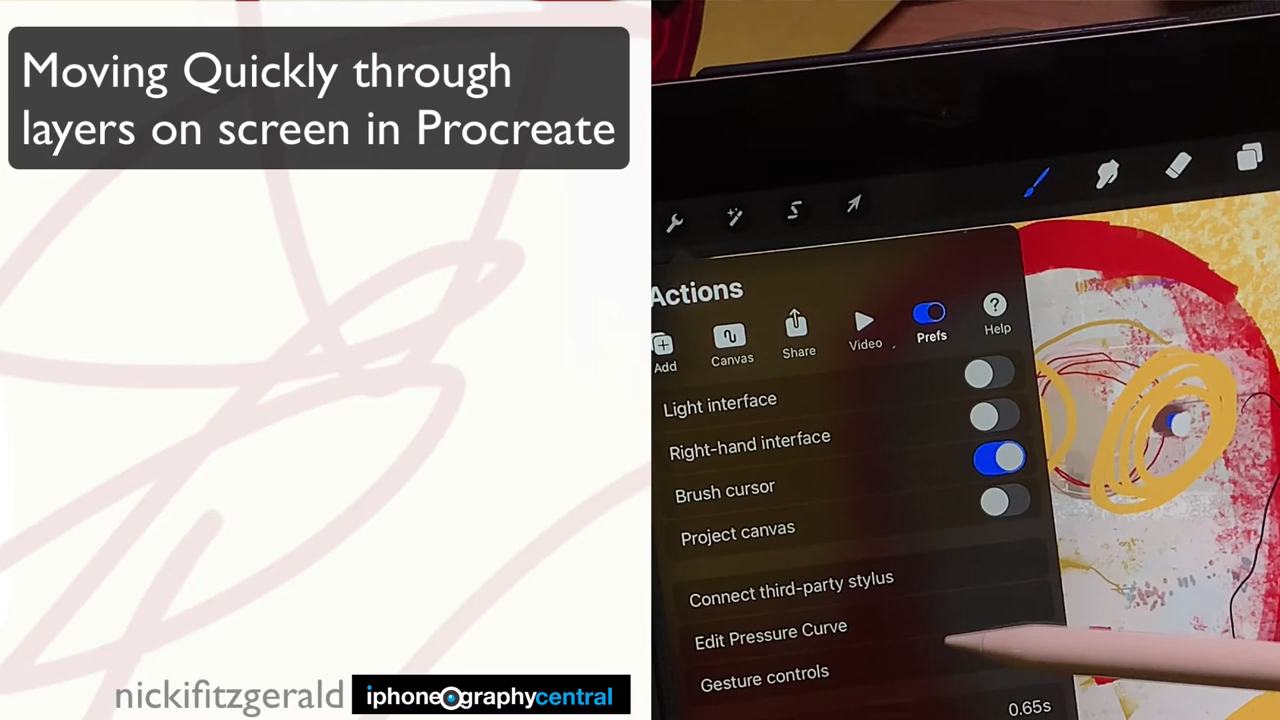 Moving Quickly through
layers on screen in Procreate
Actions
Add
Canvas
Share
Video
Prefs
Help
Light interface
Right-hand interface
Brush cursor
Project canvas
Connect third-party stylus
Edit Pressure Curve
Gesture controls
0.65s
nickifitzgerald
iphoneographycentral